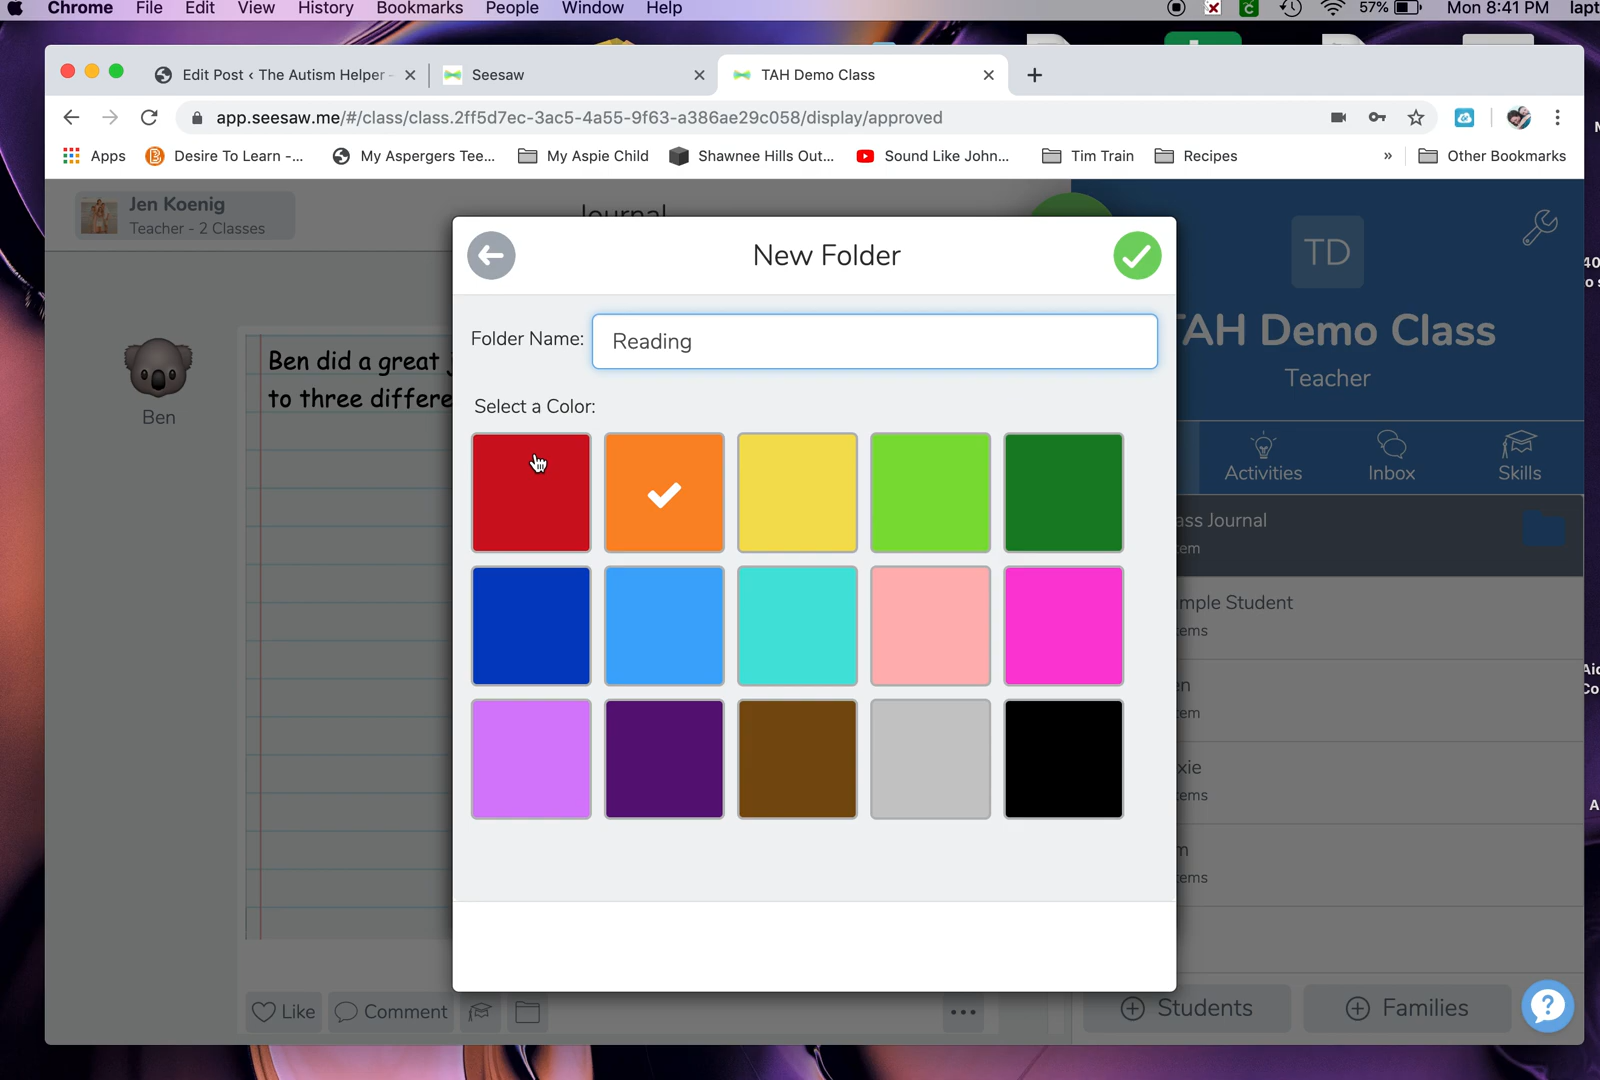 Chrome File Edit View History Bookmarks People Window Help 57% Mon 8:41 PM lapt
Edit Post ‹ The Autism Helper Seesaw TAH Demo Class
app.seesaw.me/#/class/class.2ff5d7ec-3ac5-4a55-9f63-a386ae29c058/display/approved
Apps Desire To Learn -... My Aspergers Tee... My Aspie Child Shawnee Hills Out... Sound Like John... Tim Train Recipes » Other Bookmarks
Jen Koenig
Teacher - 2 Classes
Journal
New Folder
TD
Folder Name: Reading
TAH Demo Class
Teacher
Ben did a great
to three differe
Ben
Select a Color:
Activities Inbox Skills
ass Journal
em
mple Student
ems
en
em
xie
ems
m
ems
Like Comment ...
Students Families